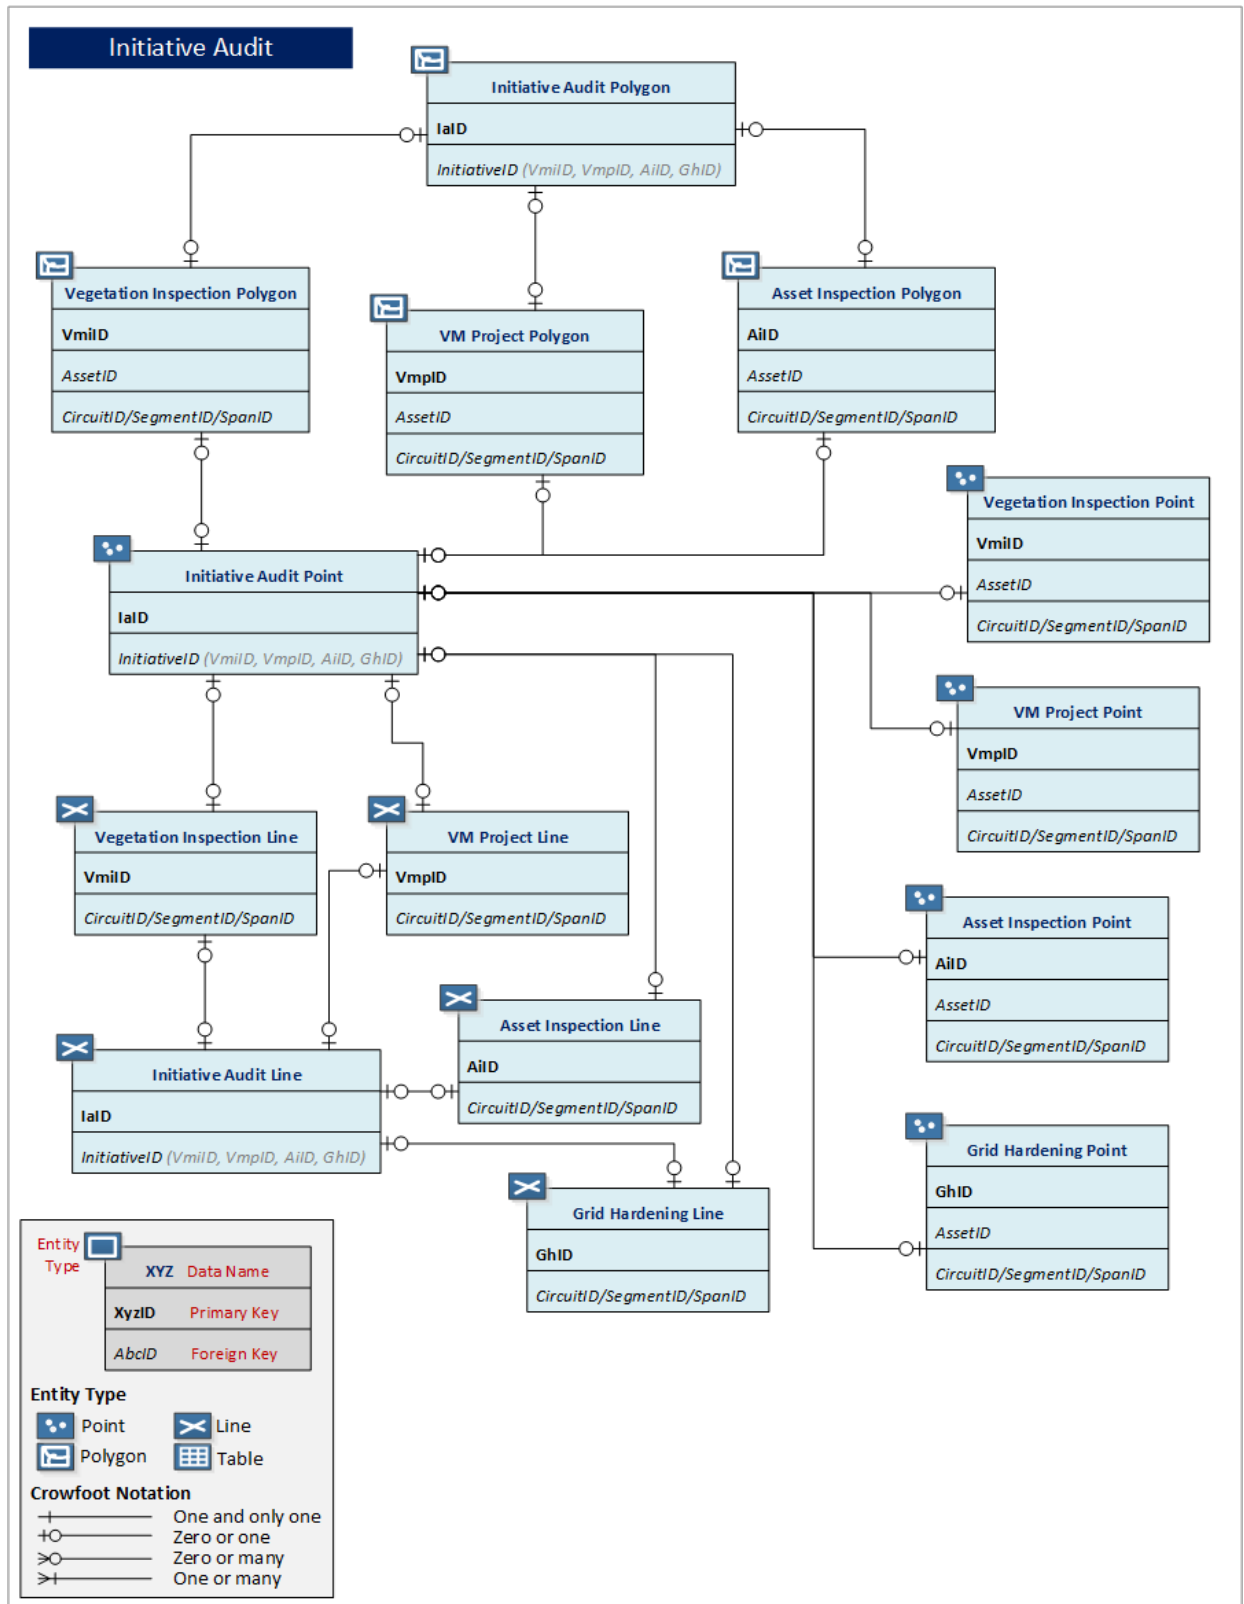 Initiative Audit
Initiative Audit Polygon
IaID
InitiativeID (VmiID, VmpID, AiID, GhID)
Vegetation Inspection Polygon
VmiID
AssetID
CircuitID/SegmentID/SpanID
VM Project Polygon
VmpID
AssetID
CircuitID/SegmentID/SpanID
Asset Inspection Polygon
AiID
AssetID
CircuitID/SegmentID/SpanID
Vegetation Inspection Point
VmiID
AssetID
CircuitID/SegmentID/SpanID
Initiative Audit Point
IaID
InitiativeID (VmiID, VmpID, AiID, GhID)
VM Project Point
VmpID
AssetID
CircuitID/SegmentID/SpanID
Vegetation Inspection Line
VmiID
CircuitID/SegmentID/SpanID
VM Project Line
VmpID
CircuitID/SegmentID/SpanID
Asset Inspection Point
AiID
AssetID
CircuitID/SegmentID/SpanID
Asset Inspection Line
AiID
CircuitID/SegmentID/SpanID
Initiative Audit Line
IaID
InitiativeID (VmiID, VmpID, AiID, GhID)
Grid Hardening Point
GhID
AssetID
CircuitID/SegmentID/SpanID
Grid Hardening Line
GhID
CircuitID/SegmentID/SpanID
Entity
Type
XYZ Data Name
XyzID Primary Key
AbcID Foreign Key
Entity Type
Point
Line
Polygon
Table
Crowfoot Notation
One and only one
Zero or one
Zero or many
One or many